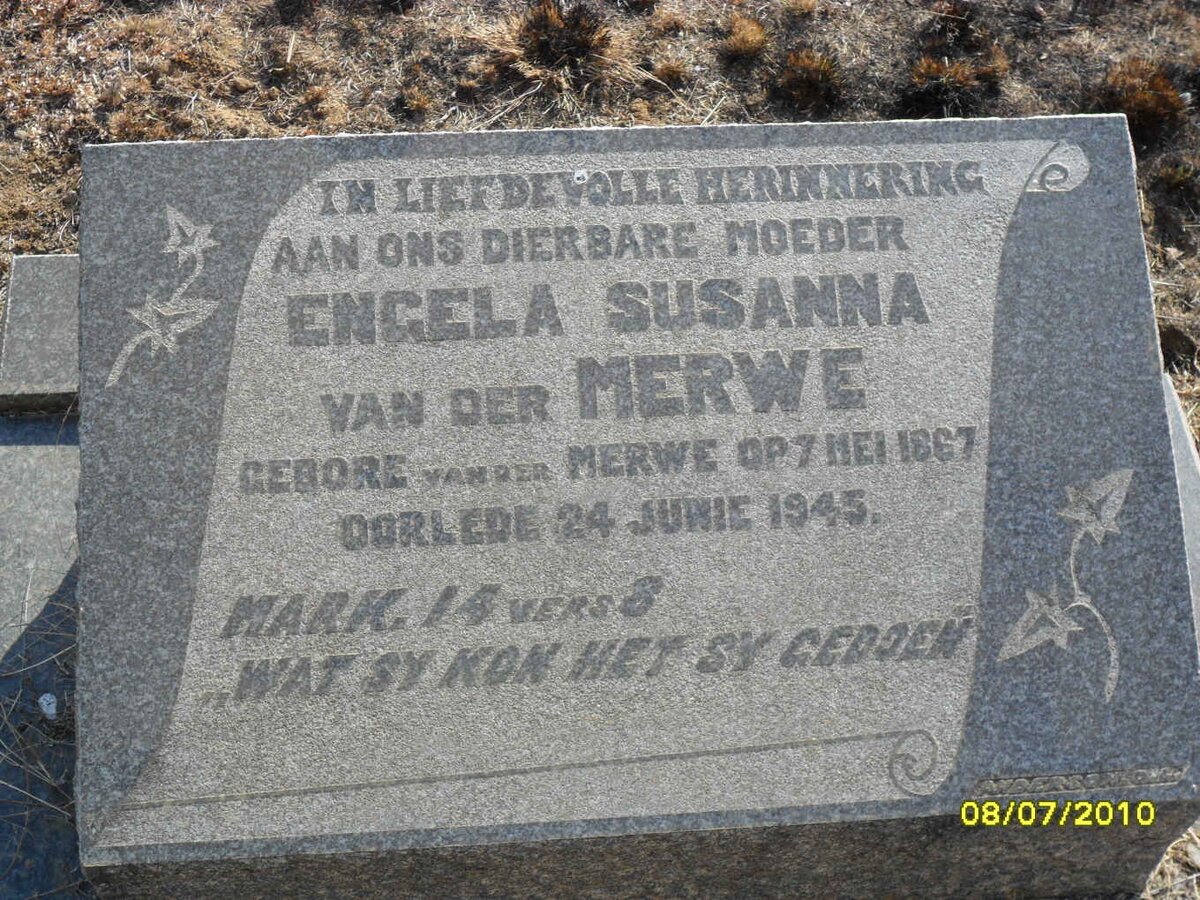 IN LIEFDEVOLLE HERINNERING
AAN ONS DIERBARE MOEDER
ENGELA SUSANNA
VAN DER MERWE
GEBORE VAN DER MERWE OP 7 MEI 1867
OORLEDE 24 JUNIE 1945.
MARK. 14 VERS 8
„WAT SY KON HET SY GEDOEN"
08/07/2010